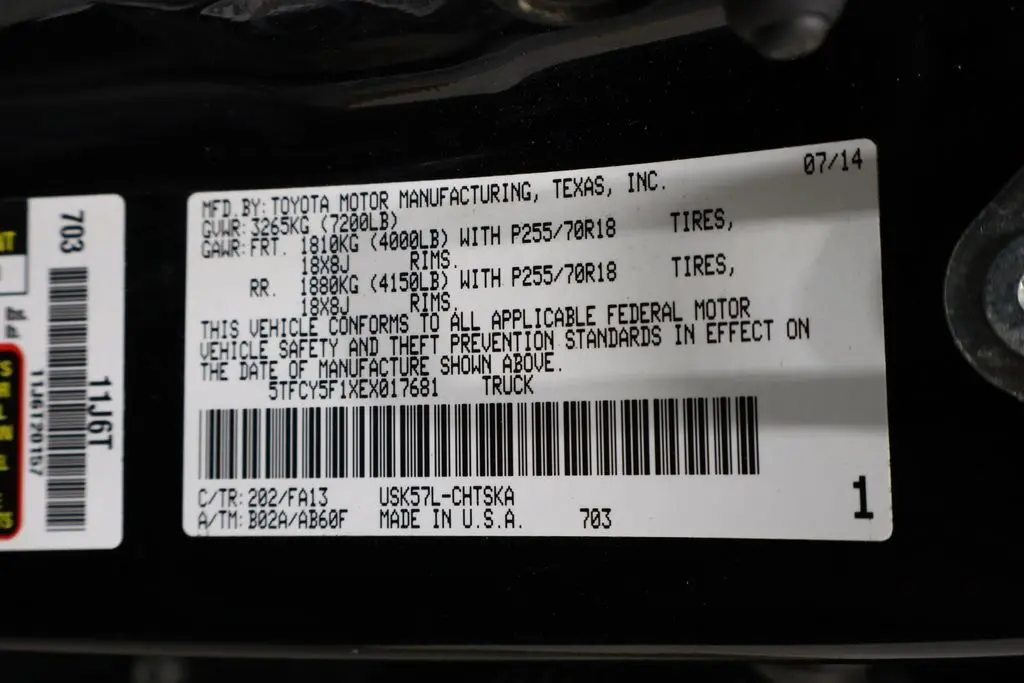 703
11J6T
11J6T20157
07/14
MFD.BY: TOYOTA MOTOR MANUFACTURING, TEXAS, INC.
GVWR: 3265KG (7200LB)
GAWR: FRT. 1810KG (4000LB) WITH P255/70R18 TIRES,
18X8J RIMS.
RR. 1880KG (4150LB) WITH P255/70R18 TIRES,
18X8J RIMS.
THIS VEHICLE CONFORMS TO ALL APPLICABLE FEDERAL MOTOR
VEHICLE SAFETY AND THEFT PREVENTION STANDARDS IN EFFECT ON
THE DATE OF MANUFACTURE SHOWN ABOVE.
5TFCY5F1XEX017681 TRUCK
C/TR: 202/FA13 USK57L-CHTSKA
A/TM: B02A/AB60F MADE IN U.S.A. 703
1